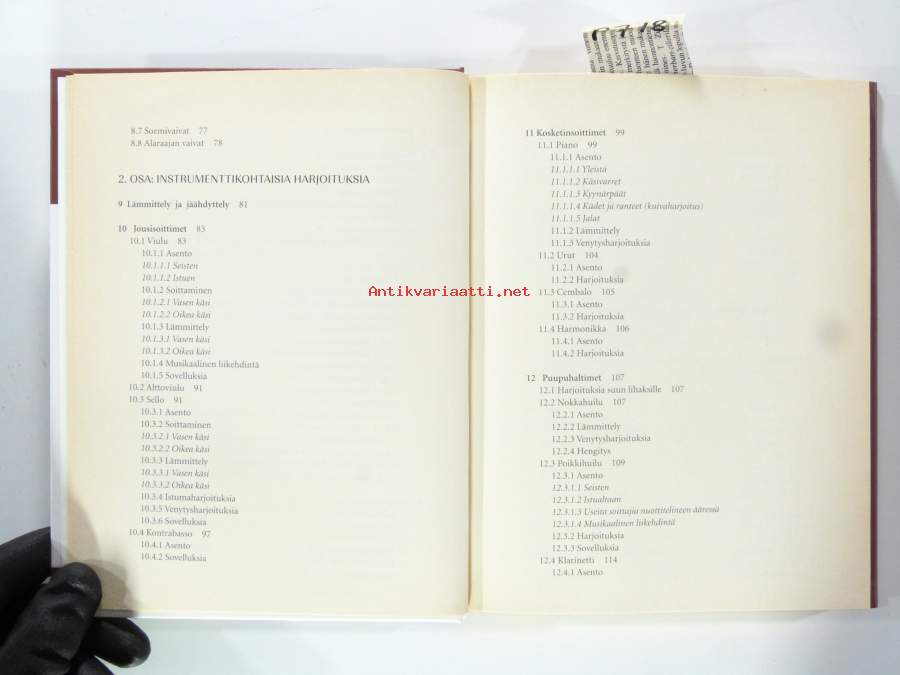 8.7 Sormivaivat 77
8.8 Alaraajan vaivat 78
2. OSA: INSTRUMENTTIKOHTAISIA HARJOITUKSIA
9 Lämmittely ja jäähdyttely 81
10 Jousisoittimet 83
10.1 Viulu 83
10.1.1 Asento
10.1.1.1 Seisten
10.1.1.2 Istuen
10.1.2 Soittaminen
10.1.2.1 Vasen käsi
10.1.2.2 Oikea käsi
10.1.3 Lämmittely
10.1.3.1 Vasen käsi
10.1.3.2 Oikea käsi
10.1.4 Musikaalinen liikehdintä
10.1.5 Sovelluksia
10.2 Alttoviulu 91
10.3 Sello 91
10.3.1 Asento
10.3.2 Soittaminen
10.3.2.1 Vasen käsi
10.3.2.2 Oikea käsi
10.3.3 Lämmittely
10.3.3.1 Vasen käsi
10.3.3.2 Oikea käsi
10.3.4 Istumaharjoituksia
10.3.5 Venytysharjoituksia
10.3.6 Sovelluksia
10.4 Kontrabasso 97
10.4.1 Asento
10.4.2 Sovelluksia
11 Kosketinsoittimet 99
11.1 Piano 99
11.1.1 Asento
11.1.1.1 Yleistä
11.1.1.2 Käsivarret
11.1.1.3 Kyynärpäät
11.1.1.4 Kädet ja ranteet (kuivaharjoitus)
11.1.1.5 Jalat
11.1.2 Lämmittely
11.1.3 Venytysharjoituksia
11.2 Urut 104
11.2.1 Asento
11.2.2 Harjoituksia
11.3 Cembalo 105
11.3.1 Asento
11.3.2 Harjoituksia
11.4 Harmonikka 106
11.4.1 Asento
11.4.2 Harjoituksia
12 Puupuhaltimet 107
12.1 Harjoituksia suun lihaksille 107
12.2 Nokkahuilu 107
12.2.1 Asento
12.2.2 Lämmittely
12.2.3 Venytysharjoituksia
12.2.4 Hengitys
12.3 Poikkihuilu 109
12.3.1 Asento
12.3.1.1 Seisten
12.3.1.2 Istualtaan
12.3.1.3 Useita soittajia nuottitelineen ääressä
12.3.1.4 Musikaalinen liikehdintä
12.3.2 Harjoituksia
12.3.3 Sovelluksia
12.4 Klarinetti 114
12.4.1 Asento
Antikvariaatti.net